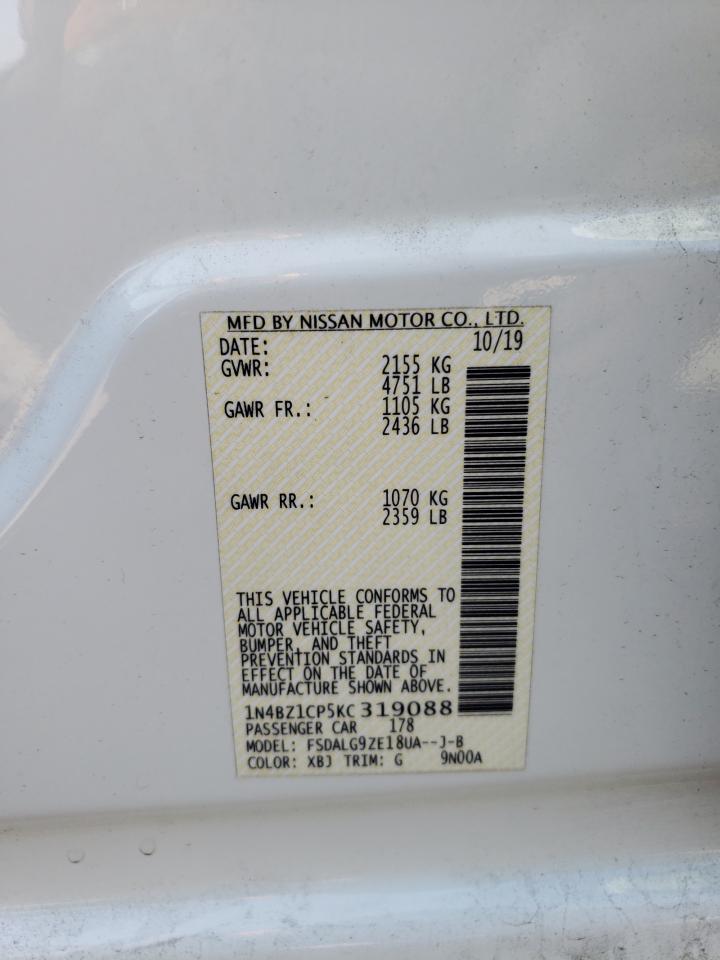 MFD BY NISSAN MOTOR CO., LTD.
DATE: 10/19
GVWR: 2155 KG
4751 LB
GAWR FR.: 1105 KG
2436 LB
GAWR RR.: 1070 KG
2359 LB
THIS VEHICLE CONFORMS TO
ALL APPLICABLE FEDERAL
MOTOR VEHICLE SAFETY,
BUMPER, AND THEFT
PREVENTION STANDARDS IN
EFFECT ON THE DATE OF
MANUFACTURE SHOWN ABOVE.
1N4BZ1CP5KC 319088
PASSENGER CAR 178
MODEL: FSDALG9ZE18UA--J-B
COLOR: XBJ TRIM: G 9N00A